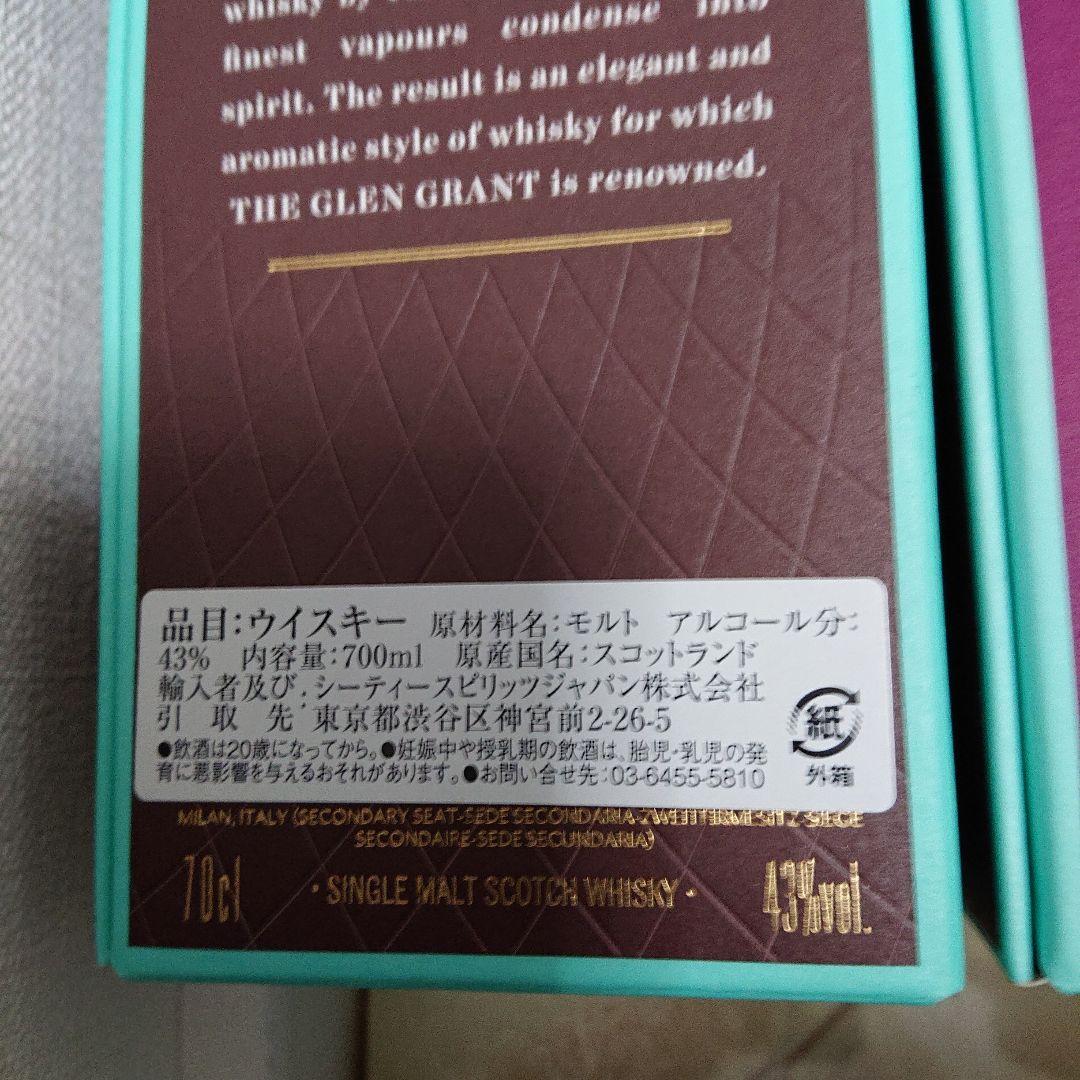 whisky by
finest vapours condense into
spirit. The result is an elegant and
aromatic style of whisky for which
THE GLEN GRANT is renowned.
品目:ウイスキー 原材料名:モルト アルコール分:
43% 内容量:700ml 原産国名:スコットランド
輸入者及び:シーティースピリッツジャパン株式会社
引取先 東京都渋谷区神宮前2-26-5
●飲酒は20歳になってから。●妊娠中や授乳期の飲酒は、胎児・乳児の発
育に悪影響を与えるおそれがあります。●お問い合せ先:03-6455-5810
紙
外箱
MILAN, ITALY (SECONDARY SEAT-SEDE SECONDARIA-ZWEITFIRMENSITZ-SIEGE
SECONDAIRE-SEDE SECUNDARIA)
70cl
· SINGLE MALT SCOTCH WHISKY ·
43%vol.